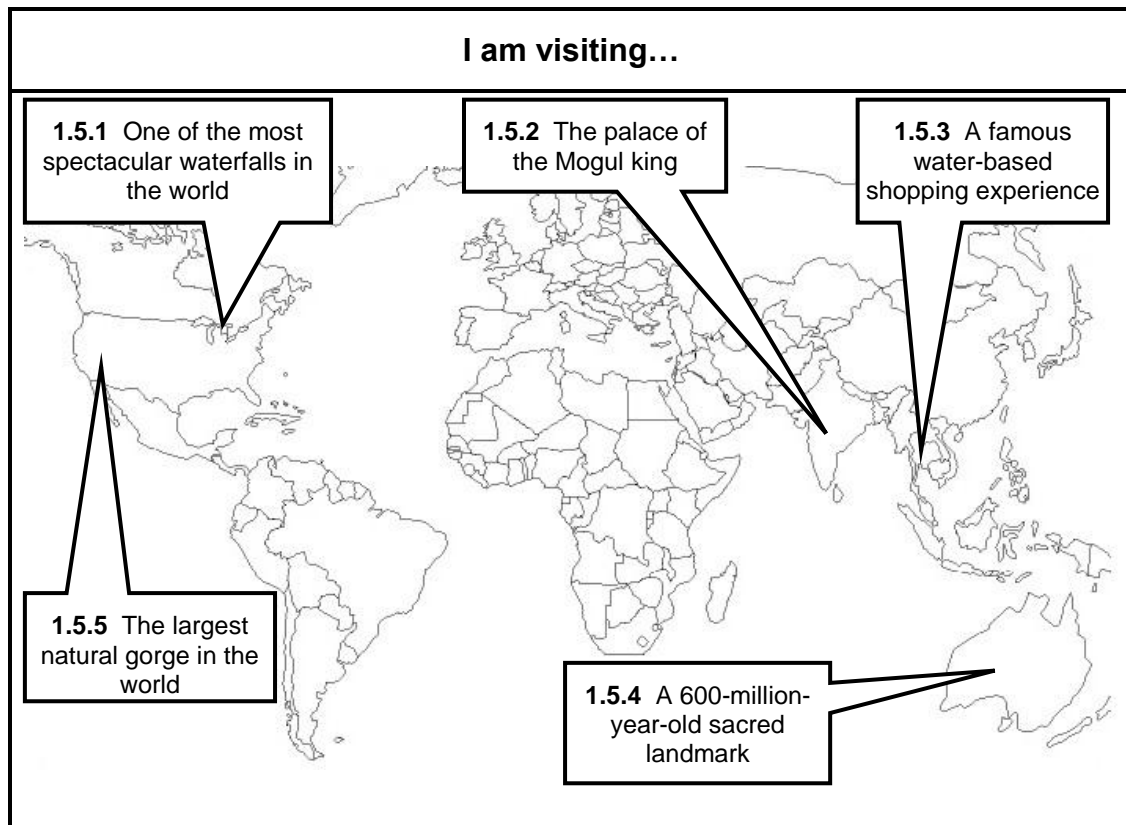 I am visiting…
1.5.1 One of the most
spectacular waterfalls in
the world
1.5.2 The palace of
the Mogul king
1.5.3 A famous
water-based
shopping experience
1.5.5 The largest
natural gorge in the
world
1.5.4 A 600-million-
year-old sacred
landmark